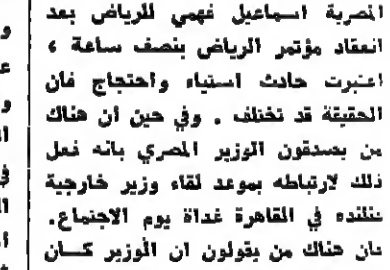 المصرية اسماعيل فهمي للرياض بعد
انعقاد مؤتمر الرياض بنصف ساعة ،
اعتبرت حادث استياء واحتجاج فان
الحقيقة قد تختلف . وفي حين أن هناك
من يصدقون الوزير المصري بانه فعل
ذلك لارتباطه بموعد لقاء وزير خارجية
فنلنده في القاهرة غداة يوم الاجتماع.
فان هناك من يقولون ان الوزير كان